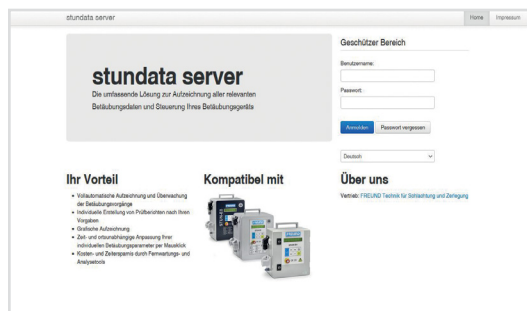 stundata server
Home
Impressum
stundata server
Die umfassende Lösung zur Aufzeichnung aller relevanten
Betäubungsdaten und Steuerung Ihres Betäubungsgeräts
Geschützer Bereich
Benutzername:
Passwort:
Anmelden
Passwort vergessen
Deutsch
Ihr Vorteil
Vollautomatische Aufzeichnung und Überwachung
der Betäubungsvorgänge
Individuelle Erstellung von Prüfberichten nach Ihren
Vorgaben
Grafische Aufzeichnung
Zeit- und ortsunabhängige Anpassung Ihrer
individuellen Betäubungsparameter per Mausklick
Kosten- und Zeitersparnis durch Fernwartungs- und
Analysetools
Kompatibel mit
Über uns
Vertrieb: FREUND Technik für Schlachtung und Zerlegung